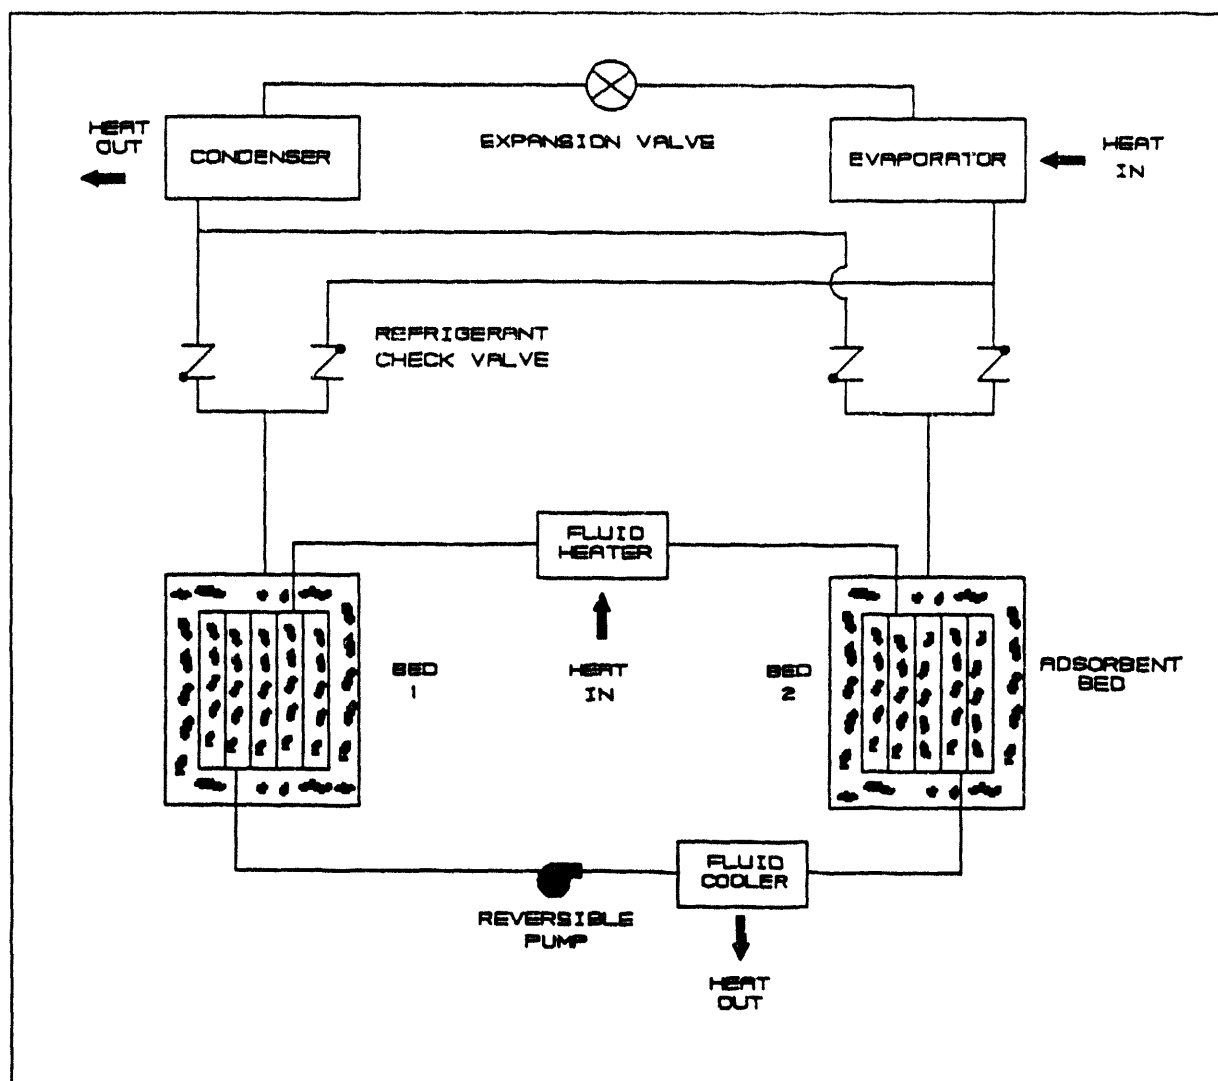 HEAT
OUT
CONDENSER
EXPANSION VALVE
EVAPORATOR
HEAT
IN
REFRIGERANT
CHECK VALVE
FLUID
HEATER
BED
1
HEAT
IN
BED
2
ADSORBENT
BED
FLUID
COOLER
REVERSIBLE
PUMP
HEAT
OUT